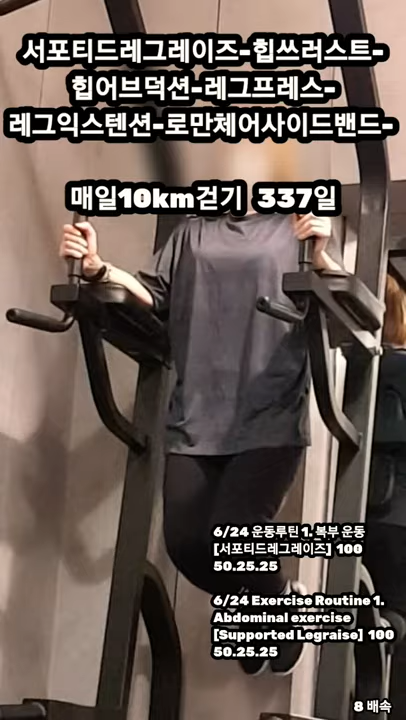 서포티드레그레이즈-힙쓰러스트-
힙어브덕션-레그프레스-
레그익스텐션-로만체어사이드밴드-
매일10km걷기 337일
6/24 운동루틴 1. 복부 운동
[서포티드레그레이즈] 100
50.25.25
6/24 Exercise Routine 1.
Abdominal exercise
[Supported Legraise] 100
50.25.25
8 배속